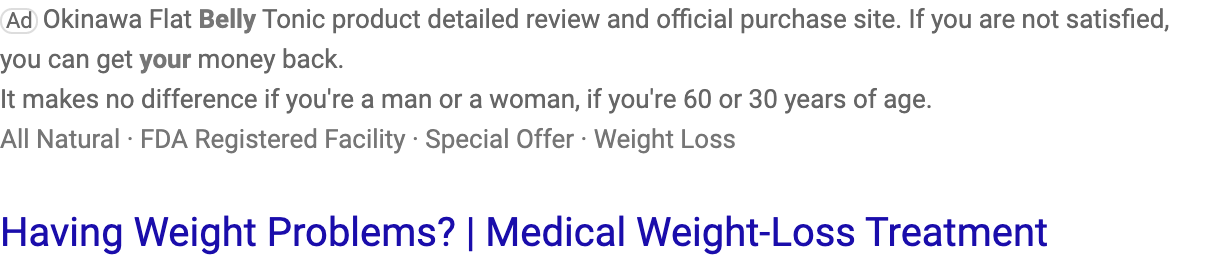 Ad Okinawa Flat Belly Tonic product detailed review and official purchase site. If you are not satisfied,
you can get your money back.
It makes no difference if you're a man or a woman, if you're 60 or 30 years of age.
All Natural · FDA Registered Facility · Special Offer · Weight Loss
Having Weight Problems? | Medical Weight-Loss Treatment